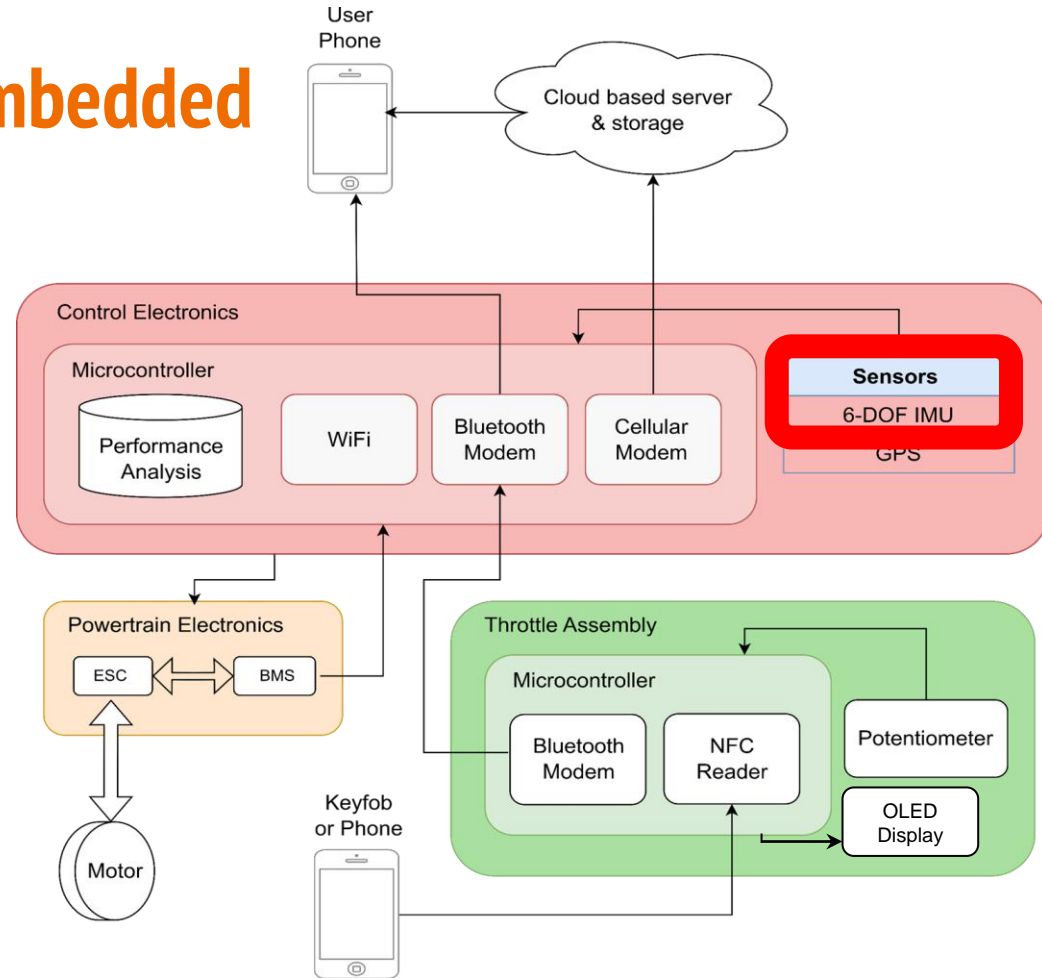 User
Phone
mbedded
Cloud based server
& storage
Control Electronics
Microcontroller
Performance
Analysis
WiFi
Bluetooth
Modem
Cellular
Modem
Sensors
6-DOF IMU
GPS
Powertrain Electronics
ESC
BMS
Motor
Throttle Assembly
Microcontroller
Bluetooth
Modem
NFC
Reader
Potentiometer
OLED
Display
Keyfob
or Phone